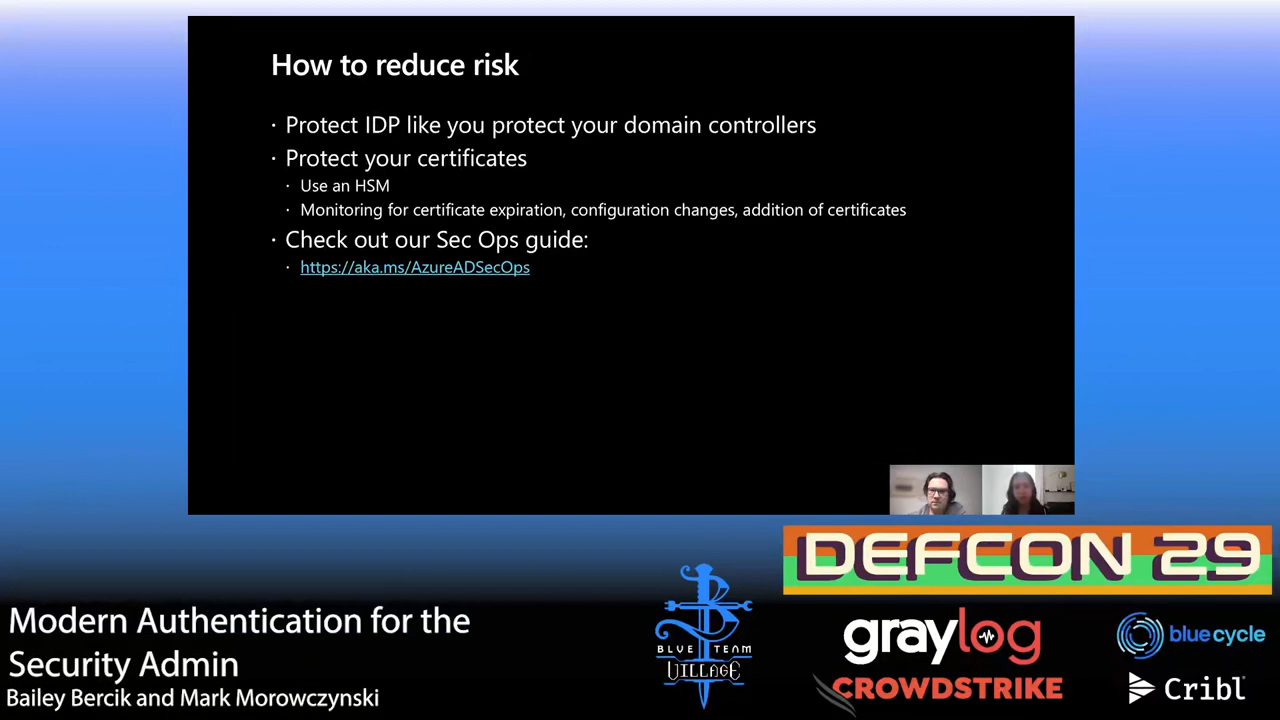 How to reduce risk
· Protect IDP like you protect your domain controllers
· Protect your certificates
· Use an HSM
· Monitoring for certificate expiration, configuration changes, addition of certificates
· Check out our Sec Ops guide:
· https://aka.ms/AzureADSecOps
DEFCON 29
Modern Authentication for the
Security Admin
Bailey Bercik and Mark Morowczynski
BLUE TEAM
VILLAGE
graylog
CROWDSTRIKE
bluecycle
Cribl